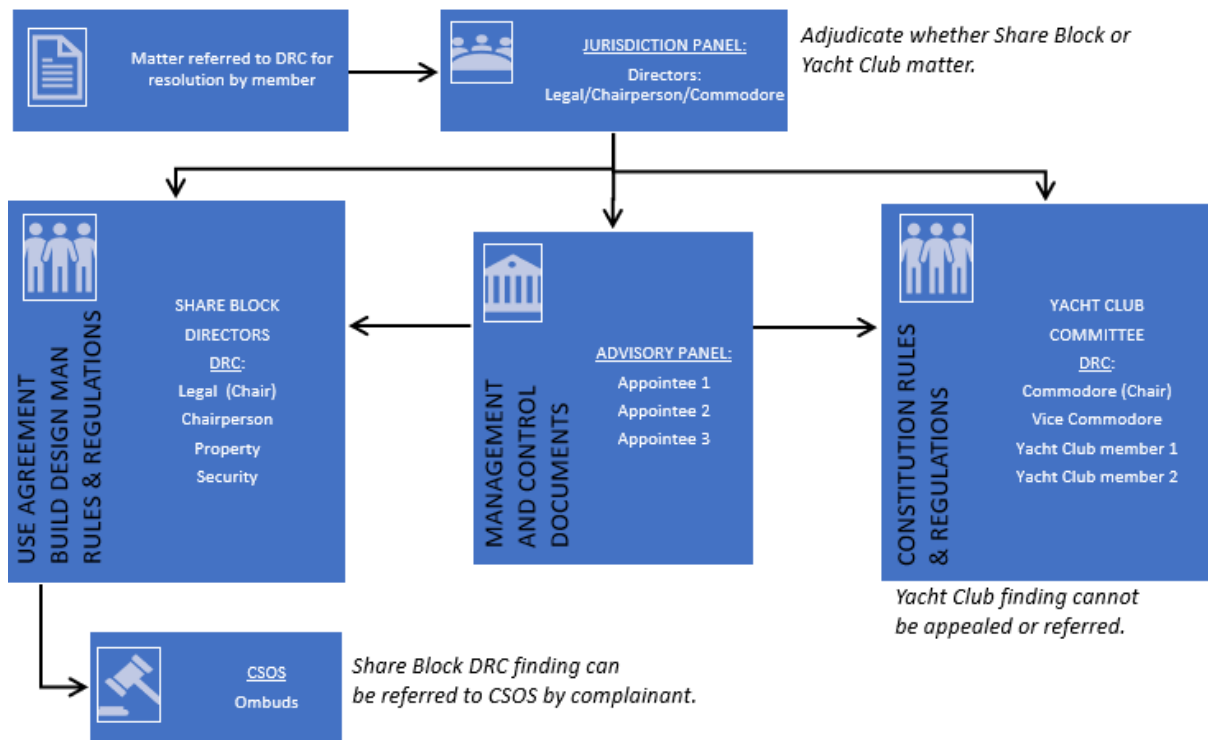 Matter referred to DRC for
resolution by member
JURISDICTION PANEL:
Directors:
Legal/Chairperson/Commodore
Adjudicate whether Share Block or
Yacht Club matter.
USE AGREEMENT
BUILD DESIGN MAN
RULES & REGULATIONS
SHARE BLOCK
DIRECTORS
DRC:
Legal (Chair)
Chairperson
Property
Security
MANAGEMENT
AND CONTROL
DOCUMENTS
ADVISORY PANEL:
Appointee 1
Appointee 2
Appointee 3
CONSTITUTION RULES
& REGULATIONS
YACHT CLUB
COMMITTEE
DRC:
Commodore (Chair)
Vice Commodore
Yacht Club member 1
Yacht Club member 2
Yacht Club finding cannot
be appealed or referred.
CSOS
Ombuds
Share Block DRC finding can
be referred to CSOS by complainant.